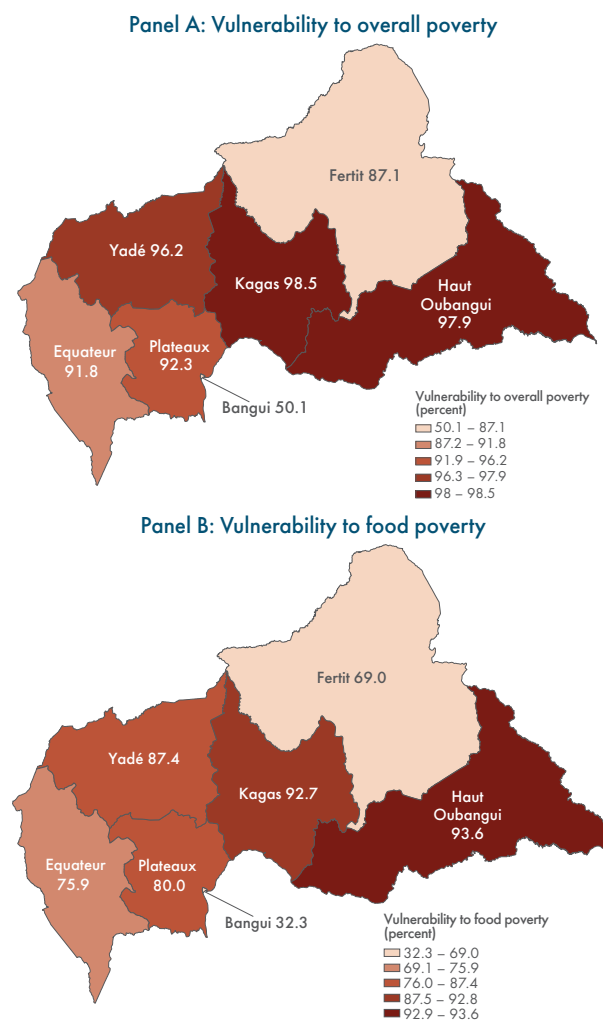 Panel A: Vulnerability to overall poverty
Fertit 87.1
Yadé 96.2
Kagas 98.5
Haut
Oubangui
97.9
Equateur
91.8
Plateaux
92.3
Bangui 50.1
Vulnerability to overall poverty
(percent)
50.1 – 87.1
87.2 – 91.8
91.9 – 96.2
96.3 – 97.9
98 – 98.5
Panel B: Vulnerability to food poverty
Fertit 69.0
Yadé 87.4
Kagas 92.7
Haut
Oubangui
93.6
Equateur
75.9
Plateaux
80.0
Bangui 32.3
Vulnerability to food poverty
(percent)
32.3 – 69.0
69.1 – 75.9
76.0 – 87.4
87.5 – 92.8
92.9 – 93.6